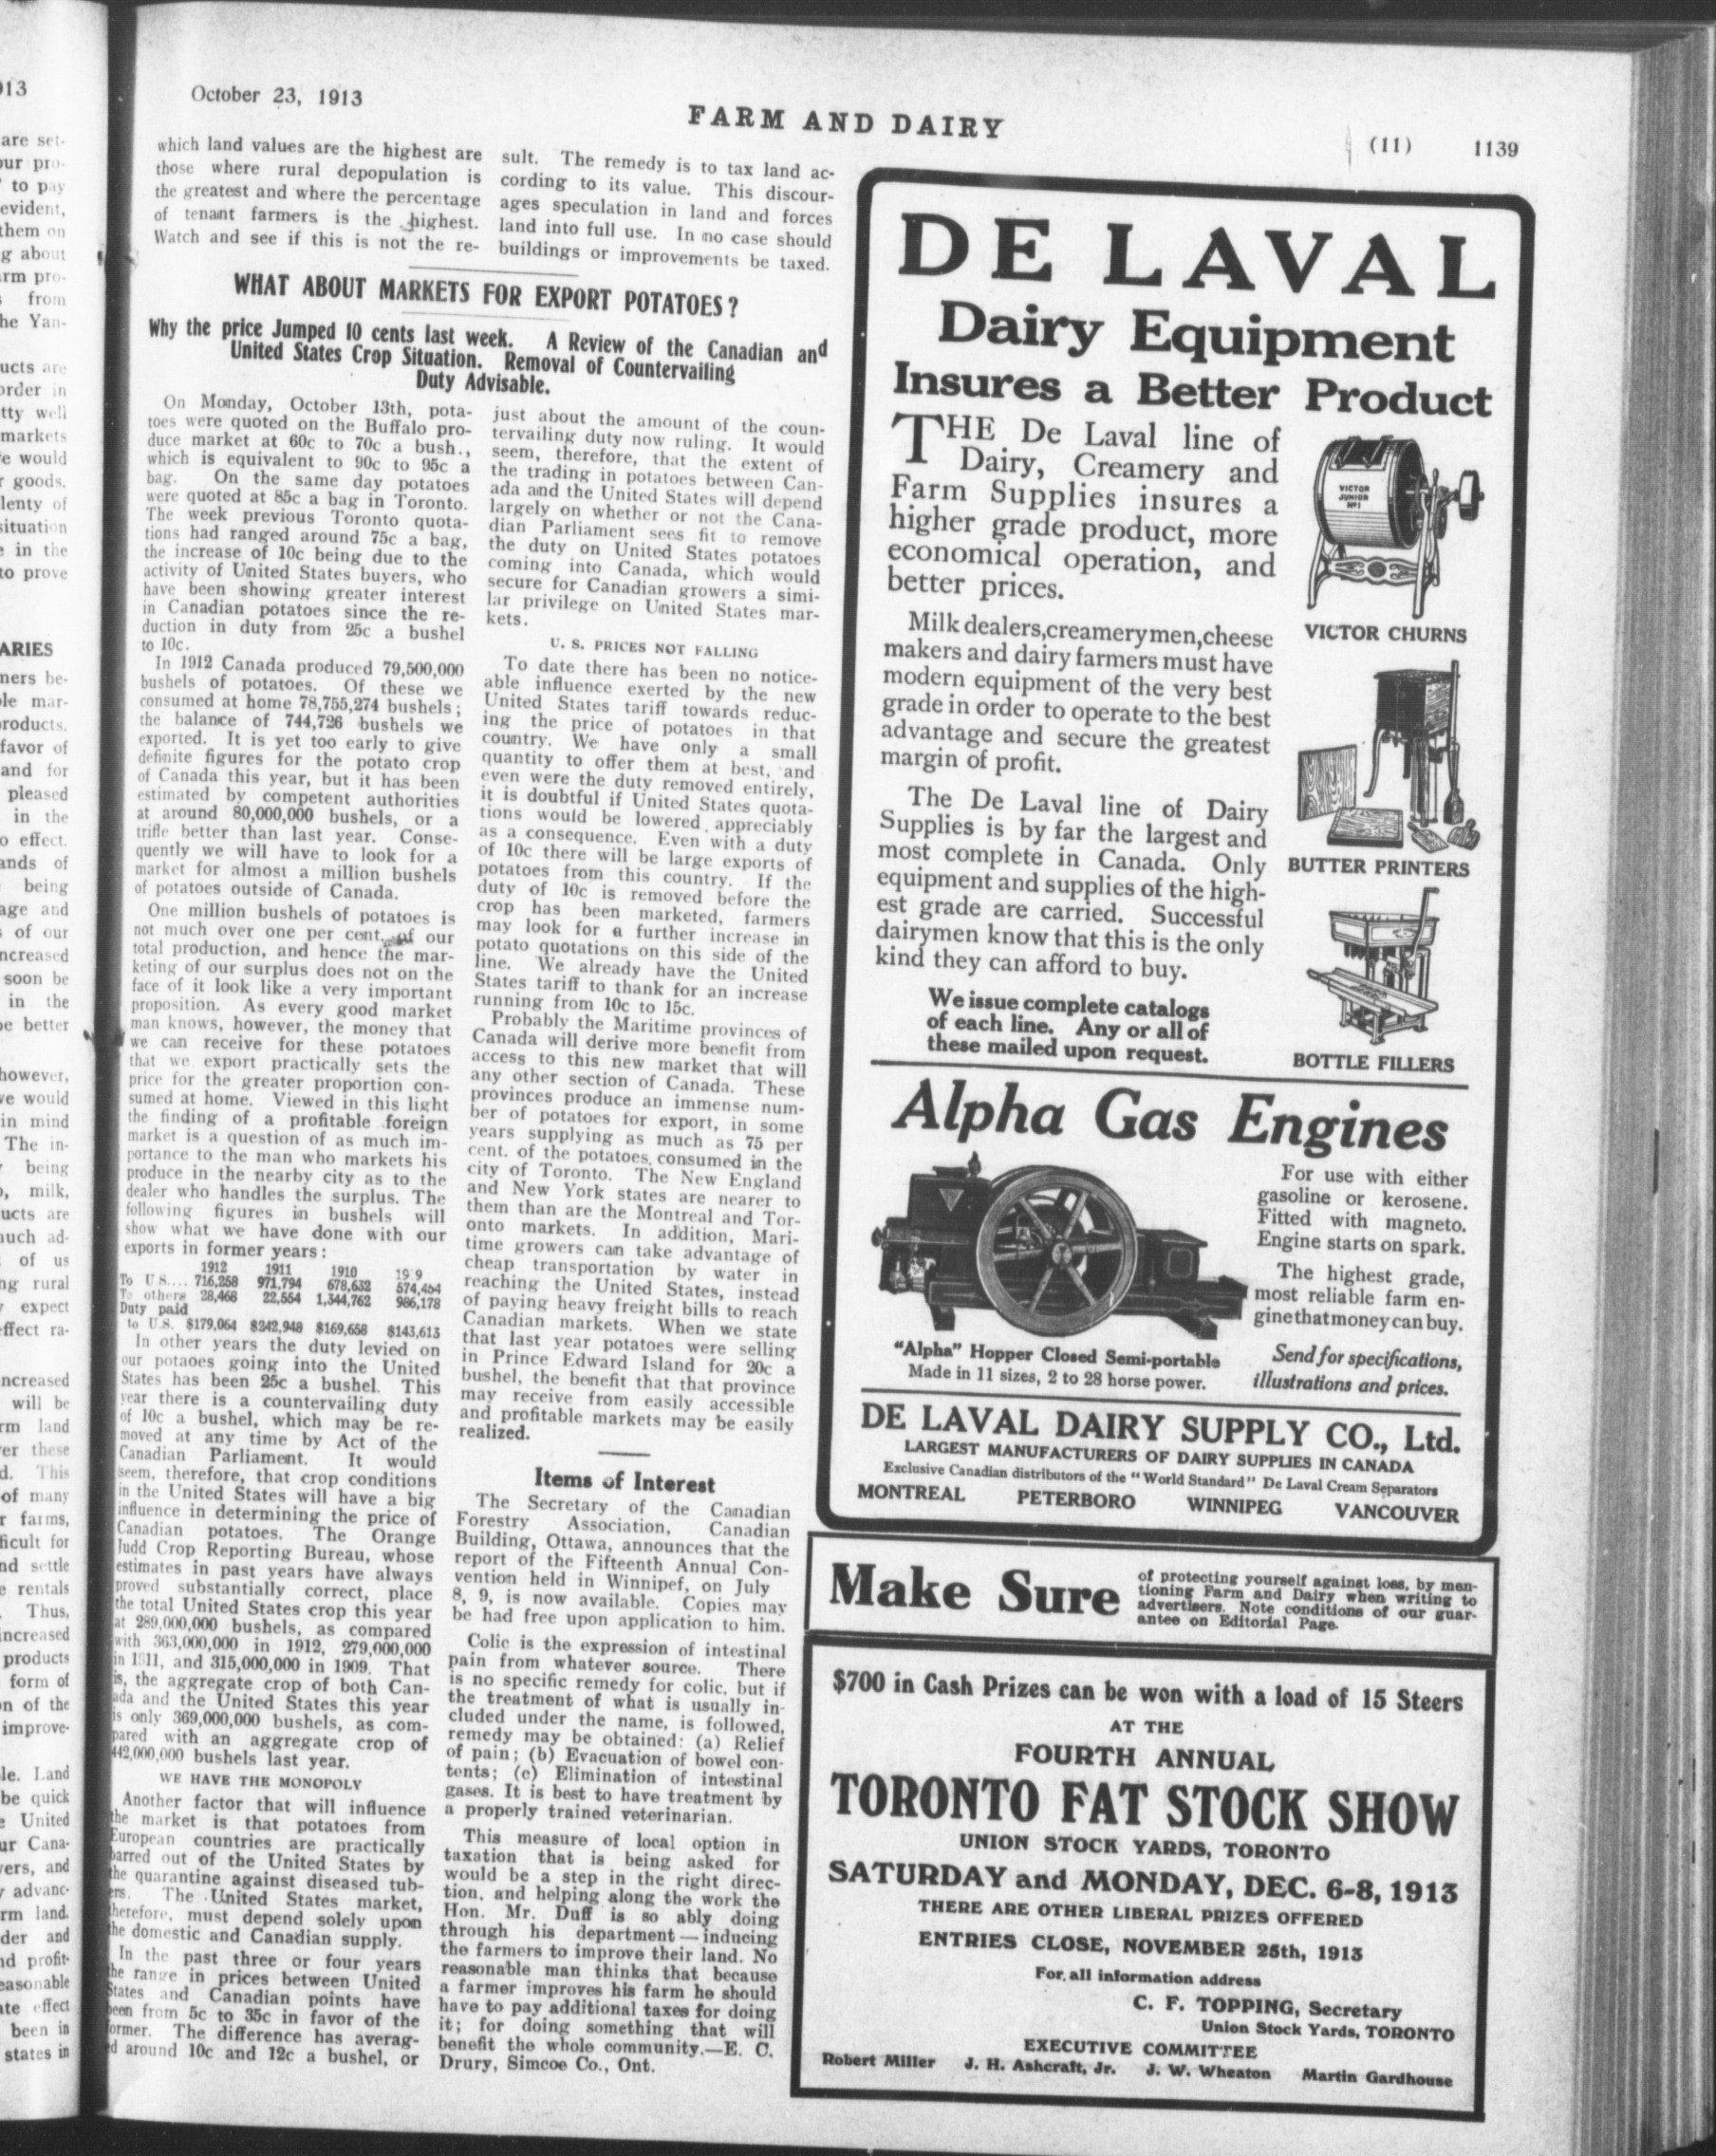 October 23, 1913
FARM AND DAIRY
(11)
1139
which land values are the highest are
those where rural depopulation is
the greatest and where the percentage
of tenant farmers is the highest.
Watch and see if this is not the re-
sult. The remedy is to tax land ac-
cording to its value. This discour-
ages speculation in land and forces
land into full use. In no case should
buildings or improvements be taxed.
WHAT ABOUT MARKETS FOR EXPORT POTATOES?
Why the price Jumped 10 cents last week. A Review of the Canadian and
United States Crop Situation. Removal of Countervailing
Duty Advisable.
On Monday, October 13th, pota-
toes were quoted on the Buffalo pro-
duce market at 60c to 70c a bush.,
which is equivalent to 90c to 95c a
bag. On the same day potatoes
were quoted at 85c a bag in Toronto.
The week previous Toronto quota-
tions had ranged around 75c a bag,
the increase of 10c being due to the
activity of United States buyers, who
have been showing greater interest
in Canadian potatoes since the re-
duction in duty from 25c a bushel
to 10c.
In 1912 Canada produced 79,500,000
bushels of potatoes. Of these we
consumed at home 78,755,274 bushels;
the balance of 744,726 bushels we
exported. It is yet too early to give
definite figures for the potato crop
of Canada this year, but it has been
estimated by competent authorities
at around 80,000,000 bushels, or a
trifle better than last year. Conse-
quently we will have to look for a
market for almost a million bushels
of potatoes outside of Canada.
One million bushels of potatoes is
not much over one per cent. of our
total production, and hence the mar-
keting of our surplus does not on the
face of it look like a very important
proposition. As every good market
man knows, however, the money that
we can receive for these potatoes
that we export practically sets the
price for the greater proportion con-
sumed at home. Viewed in this light
the finding of a profitable foreign
market is a question of as much im-
portance to the man who markets his
produce in the nearby city as to the
dealer who handles the surplus. The
following figures in bushels will
show what we have done with our
exports in former years:
1912 1911 1910 19 9
To U S.... 716,258 971,794 678,632 574,454
To others 28,468 22,554 1,344,762 986,178
Duty paid
to U.S. $179,064 $242,948 $169,658 $143,613
In other years the duty levied on
our potaoes going into the United
States has been 25c a bushel. This
year there is a countervailing duty
of 10c a bushel, which may be re-
moved at any time by Act of the
Canadian Parliament. It would
seem, therefore, that crop conditions
in the United States will have a big
influence in determining the price of
Canadian potatoes. The Orange
Judd Crop Reporting Bureau, whose
estimates in past years have always
proved substantially correct, place
the total United States crop this year
at 289,000,000 bushels, as compared
with 363,000,000 in 1912, 279,000,000
in 1911, and 315,000,000 in 1909. That
is, the aggregate crop of both Can-
ada and the United States this year
is only 369,000,000 bushels, as com-
pared with an aggregate crop of
442,000,000 bushels last year.
WE HAVE THE MONOPOLY
Another factor that will influence
the market is that potatoes from
European countries are practically
barred out of the United States by
the quarantine against diseased tub-
ers. The United States market,
therefore, must depend solely upon
the domestic and Canadian supply.
In the past three or four years
the range in prices between United
States and Canadian points have
been from 5c to 35c in favor of the
former. The difference has averag-
ed around 10c and 12c a bushel, or
just about the amount of the coun-
tervailing duty now ruling. It would
seem, therefore, that the extent of
the trading in potatoes between Can-
ada and the United States will depend
largely on whether or not the Cana-
dian Parliament sees fit to remove
the duty on United States potatoes
coming into Canada, which would
secure for Canadian growers a simi-
lar privilege on United States mar-
kets.
U. S. PRICES NOT FALLING
To date there has been no notice-
able influence exerted by the new
United States tariff towards reduc-
ing the price of potatoes in that
country. We have only a small
quantity to offer them at best, and
even were the duty removed entirely,
it is doubtful if United States quota-
tions would be lowered appreciably
as a consequence. Even with a duty
of 10c there will be large exports of
potatoes from this country. If the
duty of 10c is removed before the
crop has been marketed, farmers
may look for a further increase in
potato quotations on this side of the
line. We already have the United
States tariff to thank for an increase
running from 10c to 15c.
Probably the Maritime provinces of
Canada will derive more benefit from
access to this new market that will
any other section of Canada. These
provinces produce an immense num-
ber of potatoes for export, in some
years supplying as much as 75 per
cent. of the potatoes consumed in the
city of Toronto. The New England
and New York states are nearer to
them than are the Montreal and Tor-
onto markets. In addition, Mari-
time growers can take advantage of
cheap transportation by water in
reaching the United States, instead
of paying heavy freight bills to reach
Canadian markets. When we state
that last year potatoes were selling
in Prince Edward Island for 20c a
bushel, the benefit that that province
may receive from easily accessible
and profitable markets may be easily
realized.
Items of Interest
The Secretary of the Canadian
Forestry Association, Canadian
Building, Ottawa, announces that the
report of the Fifteenth Annual Con-
vention held in Winnipef, on July
8, 9, is now available. Copies may
be had free upon application to him.
Colic is the expression of intestinal
pain from whatever source. There
is no specific remedy for colic, but if
the treatment of what is usually in-
cluded under the name, is followed,
remedy may be obtained: (a) Relief
of pain; (b) Evacuation of bowel con-
tents; (c) Elimination of intestinal
gases. It is best to have treatment by
a properly trained veterinarian.
This measure of local option in
taxation that is being asked for
would be a step in the right direc-
tion, and helping along the work the
Hon. Mr. Duff is so ably doing
through his department—inducing
the farmers to improve their land. No
reasonable man thinks that because
a farmer improves his farm he should
have to pay additional taxes for doing
it; for doing something that will
benefit the whole community.—E. C.
Drury, Simcoe Co., Ont.
DE LAVAL
Dairy Equipment
Insures a Better Product
THE De Laval line of
Dairy, Creamery and
Farm Supplies insures a
higher grade product, more
economical operation, and
better prices.
Milk dealers, creamerymen, cheese
makers and dairy farmers must have
modern equipment of the very best
grade in order to operate to the best
advantage and secure the greatest
margin of profit.
The De Laval line of Dairy
Supplies is by far the largest and
most complete in Canada. Only
equipment and supplies of the high-
est grade are carried. Successful
dairymen know that this is the only
kind they can afford to buy.
We issue complete catalogs
of each line. Any or all of
these mailed upon request.
VICTOR
JUNIOR
Nº1
VICTOR CHURNS
BUTTER PRINTERS
BOTTLE FILLERS
Alpha Gas Engines
For use with either
gasoline or kerosene.
Fitted with magneto.
Engine starts on spark.
The highest grade,
most reliable farm en-
gine that money can buy.
Send for specifications,
illustrations and prices.
"Alpha" Hopper Closed Semi-portable
Made in 11 sizes, 2 to 28 horse power.
DE LAVAL DAIRY SUPPLY CO., Ltd.
LARGEST MANUFACTURERS OF DAIRY SUPPLIES IN CANADA
Exclusive Canadian distributors of the "World Standard" De Laval Cream Separators
MONTREAL PETERBORO WINNIPEG VANCOUVER
Make Sure
of protecting yourself against loss, by men-
tioning Farm and Dairy when writing to
advertisers. Note conditions of our guar-
antee on Editorial Page.
$700 in Cash Prizes can be won with a load of 15 Steers
AT THE
FOURTH ANNUAL
TORONTO FAT STOCK SHOW
UNION STOCK YARDS, TORONTO
SATURDAY and MONDAY, DEC. 6-8, 1913
THERE ARE OTHER LIBERAL PRIZES OFFERED
ENTRIES CLOSE, NOVEMBER 25th, 1913
For all information address
C. F. TOPPING, Secretary
Union Stock Yards, TORONTO
EXECUTIVE COMMITTEE
Robert Miller J. H. Ashcraft, Jr. J. W. Wheaton Martin Gardhouse